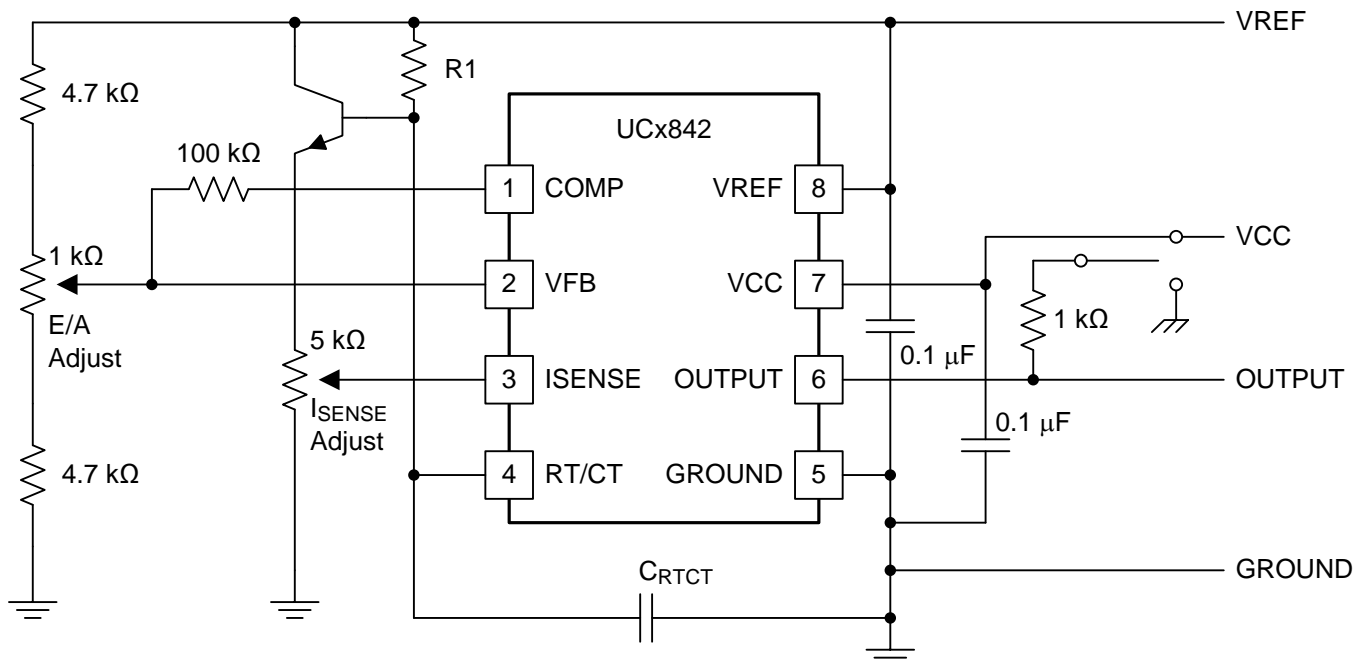 VREF
R1
4.7 kΩ
UCx842
100 kΩ
1 COMP
VREF 8
VCC
1 kΩ
2 VFB
VCC 7
1 kΩ
E/A
Adjust
0.1 μF
5 kΩ
3 ISENSE
OUTPUT 6
OUTPUT
ISENSE
Adjust
0.1 μF
4.7 kΩ
4 RT/CT
GROUND 5
CRTCT
GROUND